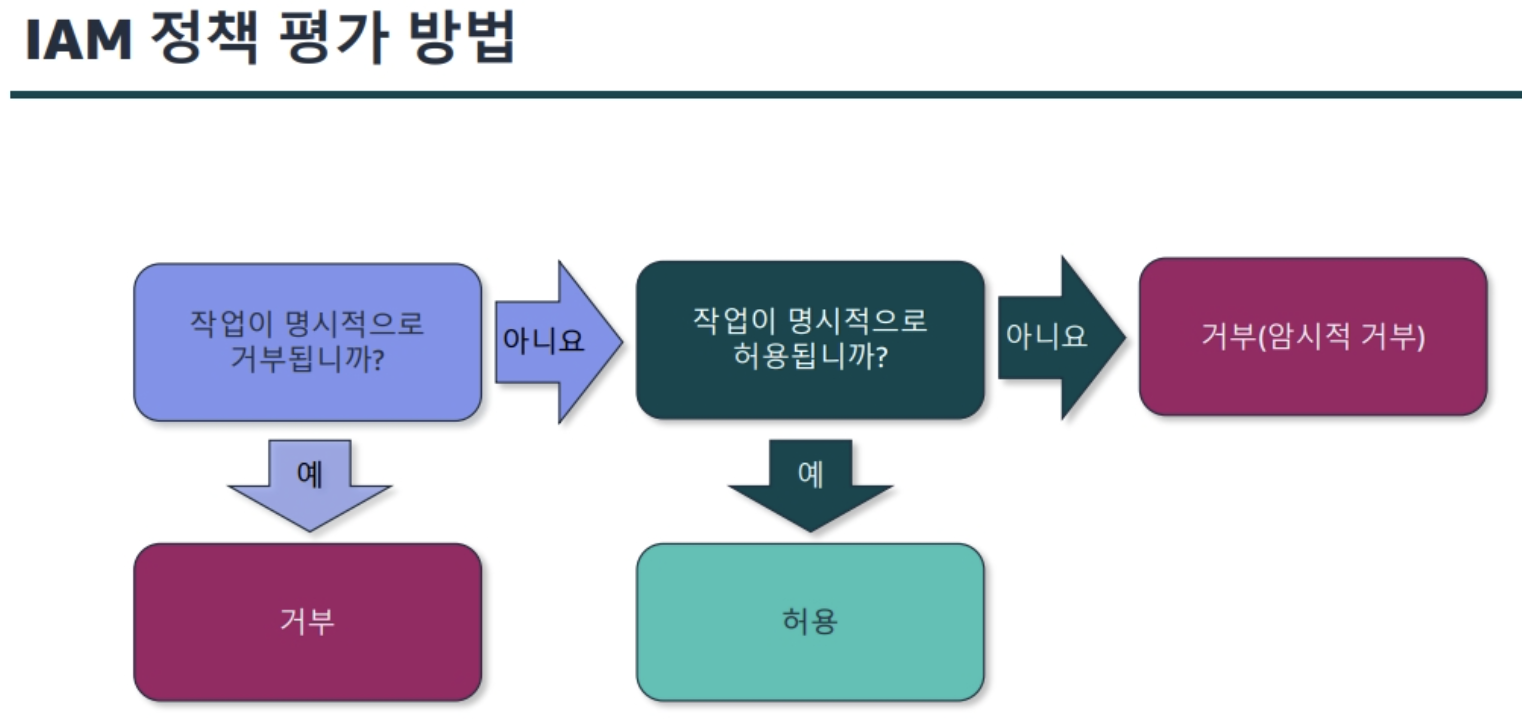 IAM 정책 평가 방법
작업이 명시적으로
거부됩니까?
아니요
작업이 명시적으로
허용됩니까?
아니요
거부(암시적 거부)
예
예
거부
허용